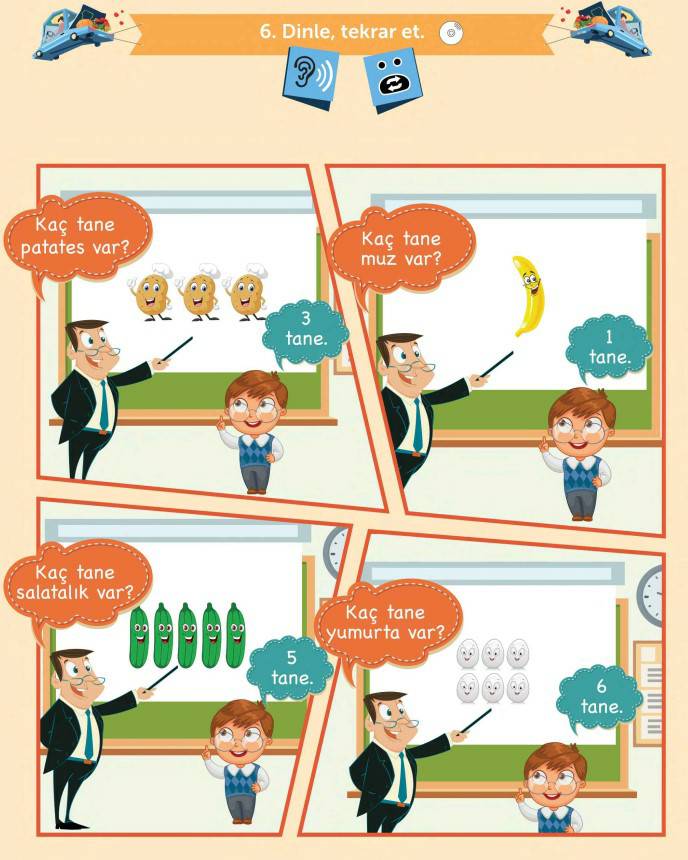 6. Dinle, tekrar et.
Kaç tane
patates var?
3
tane.
Kaç tane
muz var?
1
tane.
Kaç tane
salatalık var?
5
tane.
Kaç tane
yumurta var?
6
tane.